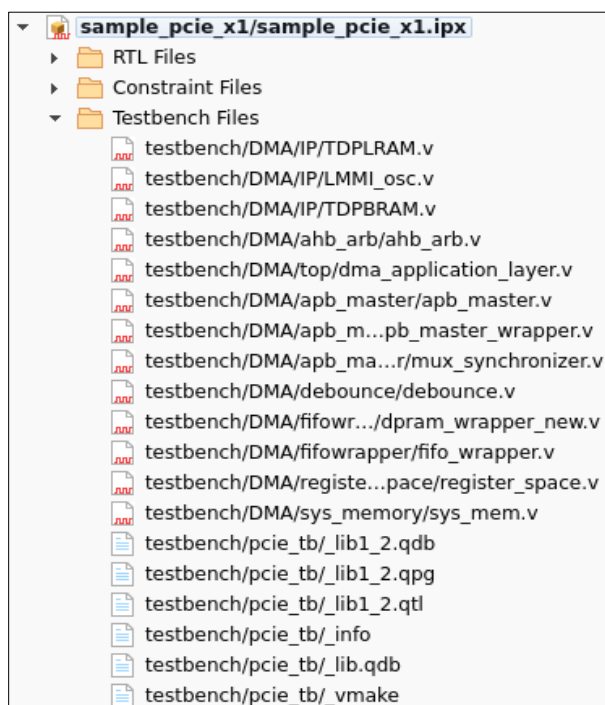 sample_pcie_x1/sample_pcie_x1.ipx
RTL Files
Constraint Files
Testbench Files
testbench/DMA/IP/TDPLRAM.v
testbench/DMA/IP/LMMI_osc.v
testbench/DMA/IP/TDPBRAM.v
testbench/DMA/ahb_arb/ahb_arb.v
testbench/DMA/top/dma_application_layer.v
testbench/DMA/apb_master/apb_master.v
testbench/DMA/apb_m...pb_master_wrapper.v
testbench/DMA/apb_ma...r/mux_synchronizer.v
testbench/DMA/debounce/debounce.v
testbench/DMA/fifowr.../dpram_wrapper_new.v
testbench/DMA/fifowrapper/fifo_wrapper.v
testbench/DMA/registe...pace/register_space.v
testbench/DMA/sys_memory/sys_mem.v
testbench/pcie_tb/_lib1_2.qdb
testbench/pcie_tb/_lib1_2.qpg
testbench/pcie_tb/_lib1_2.qtl
testbench/pcie_tb/_info
testbench/pcie_tb/_lib.qdb
testbench/pcie_tb/_vmake